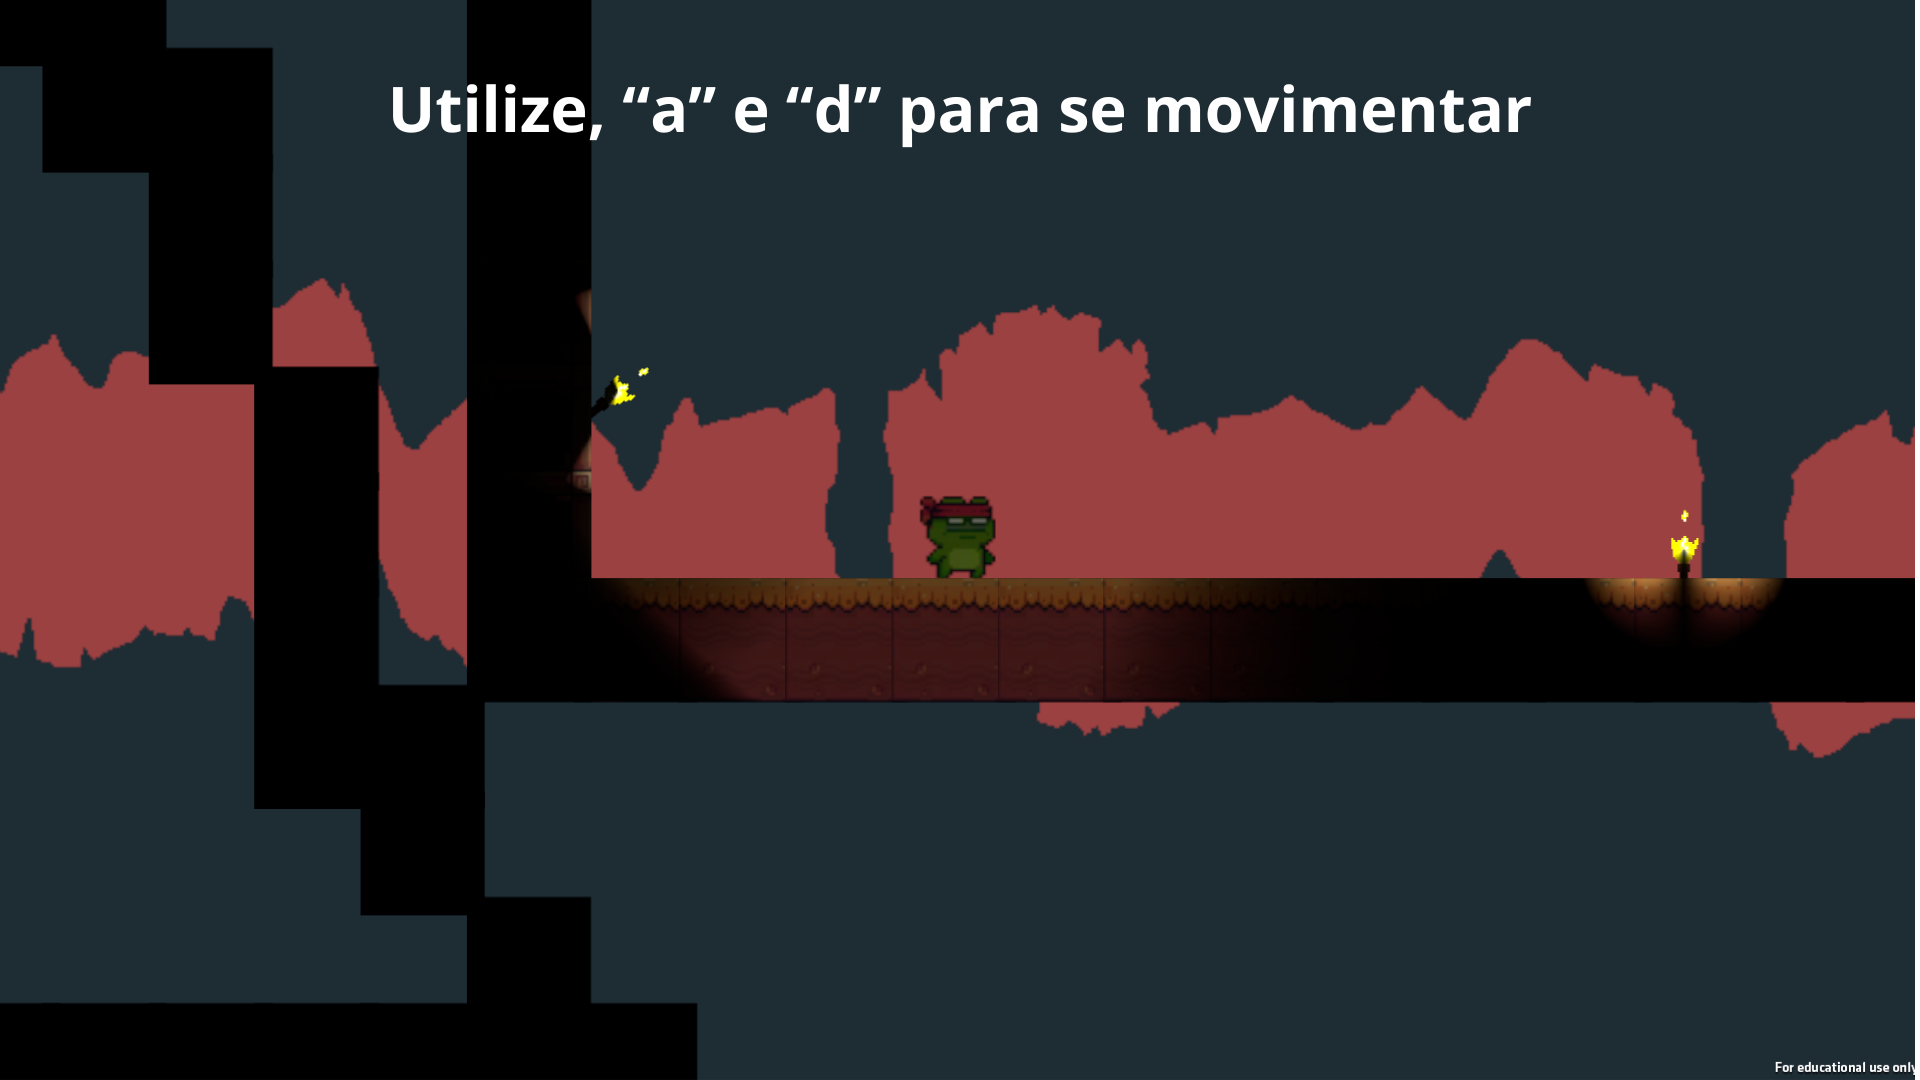 Utilize, “a” e “d” para se movimentar
For educational use only